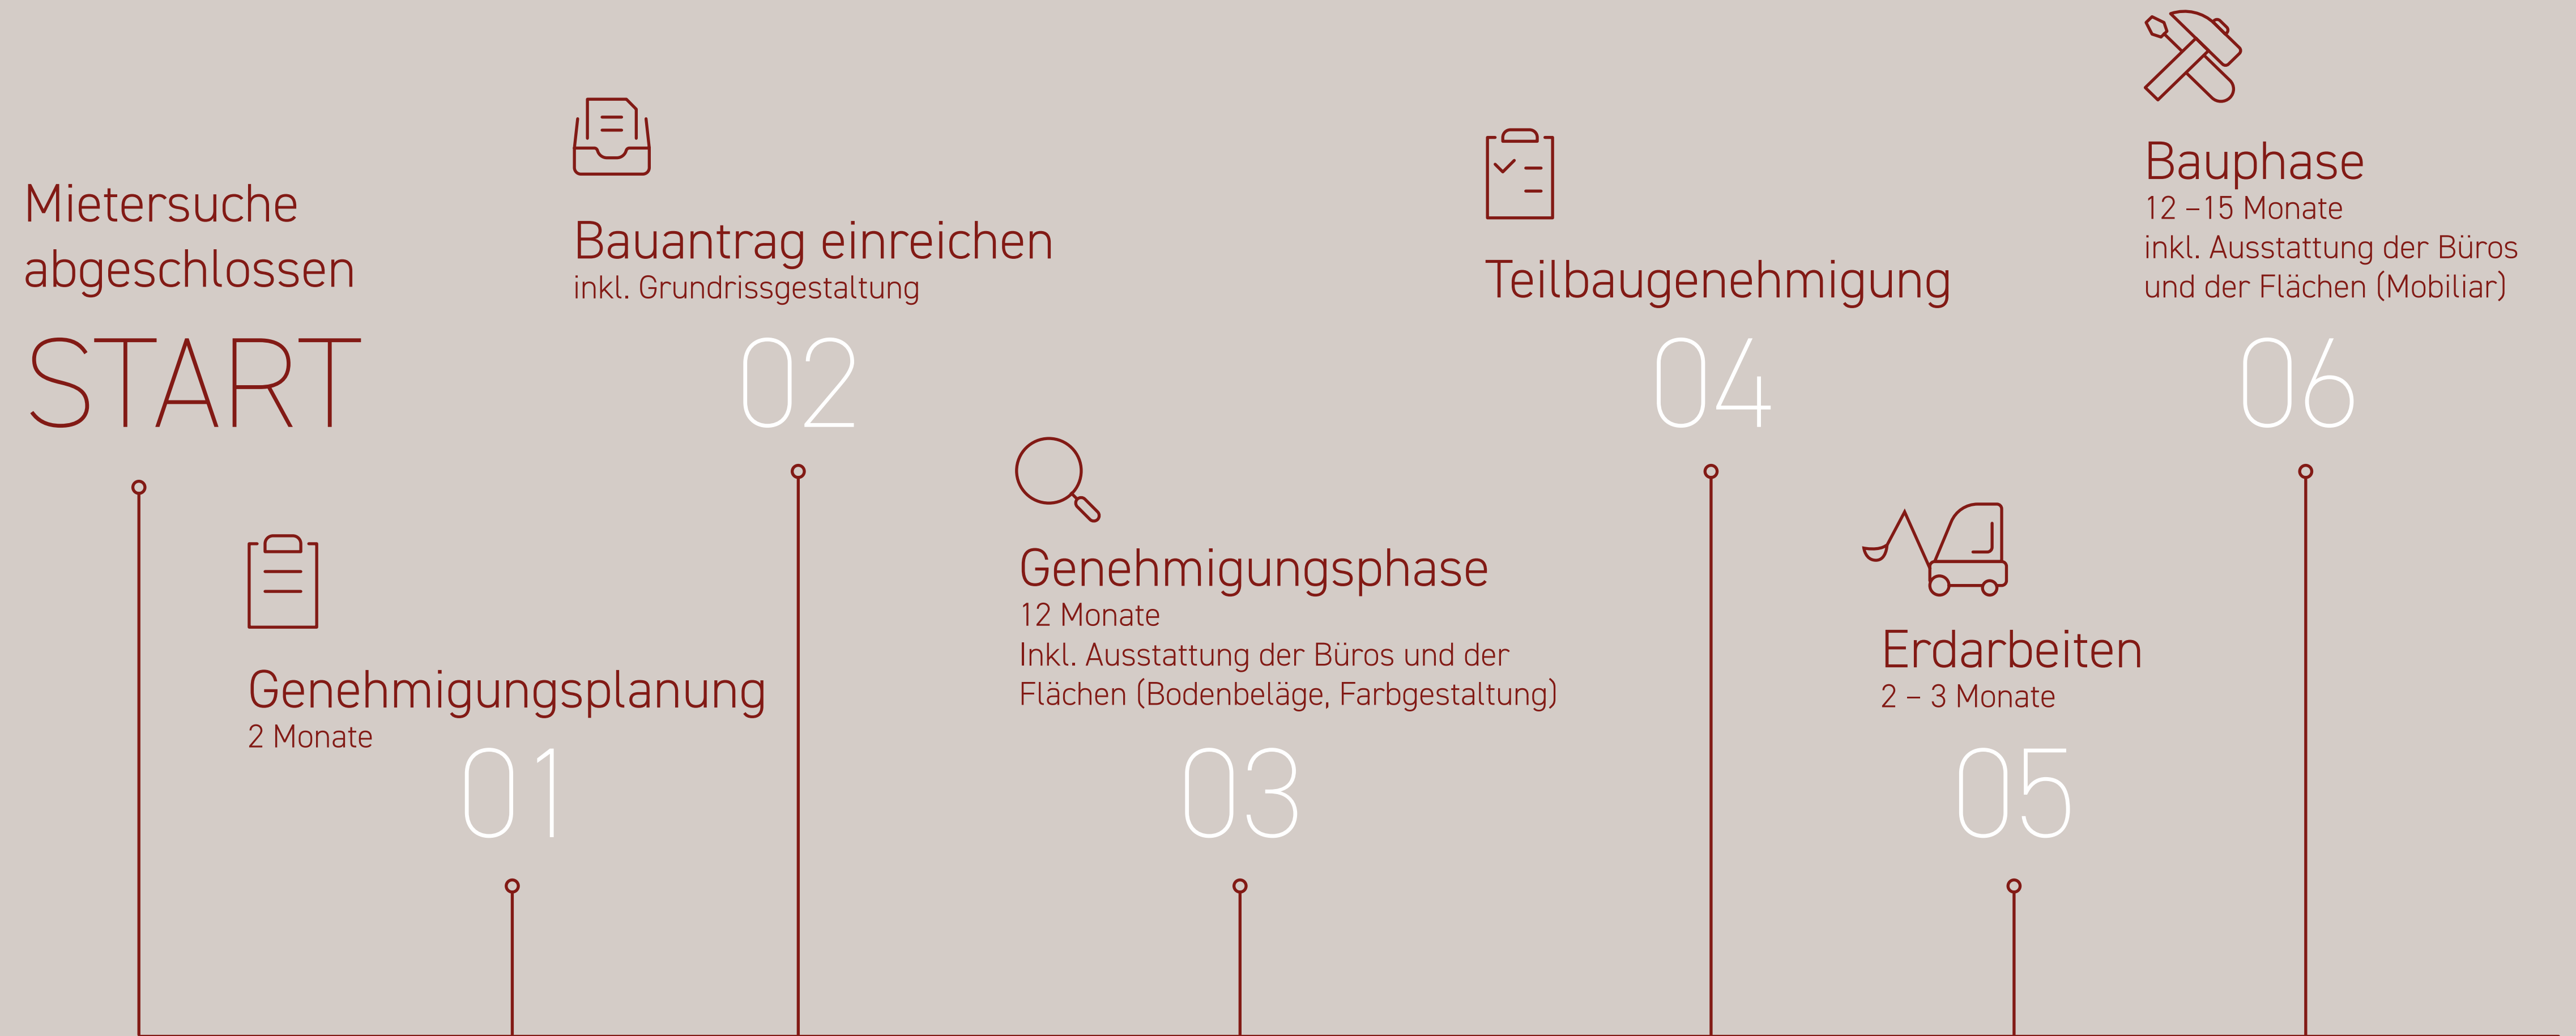 Mietersuche
abgeschlossen
START
Genehmigungsplanung
2 Monate
01
Bauantrag einreichen
inkl. Grundrissgestaltung
02
Genehmigungsphase
12 Monate
Inkl. Ausstattung der Büros und der
Flächen (Bodenbeläge, Farbgestaltung)
03
Teilbaugenehmigung
04
Erdarbeiten
2 – 3 Monate
05
Bauphase
12 –15 Monate
inkl. Ausstattung der Büros
und der Flächen (Mobiliar)
06